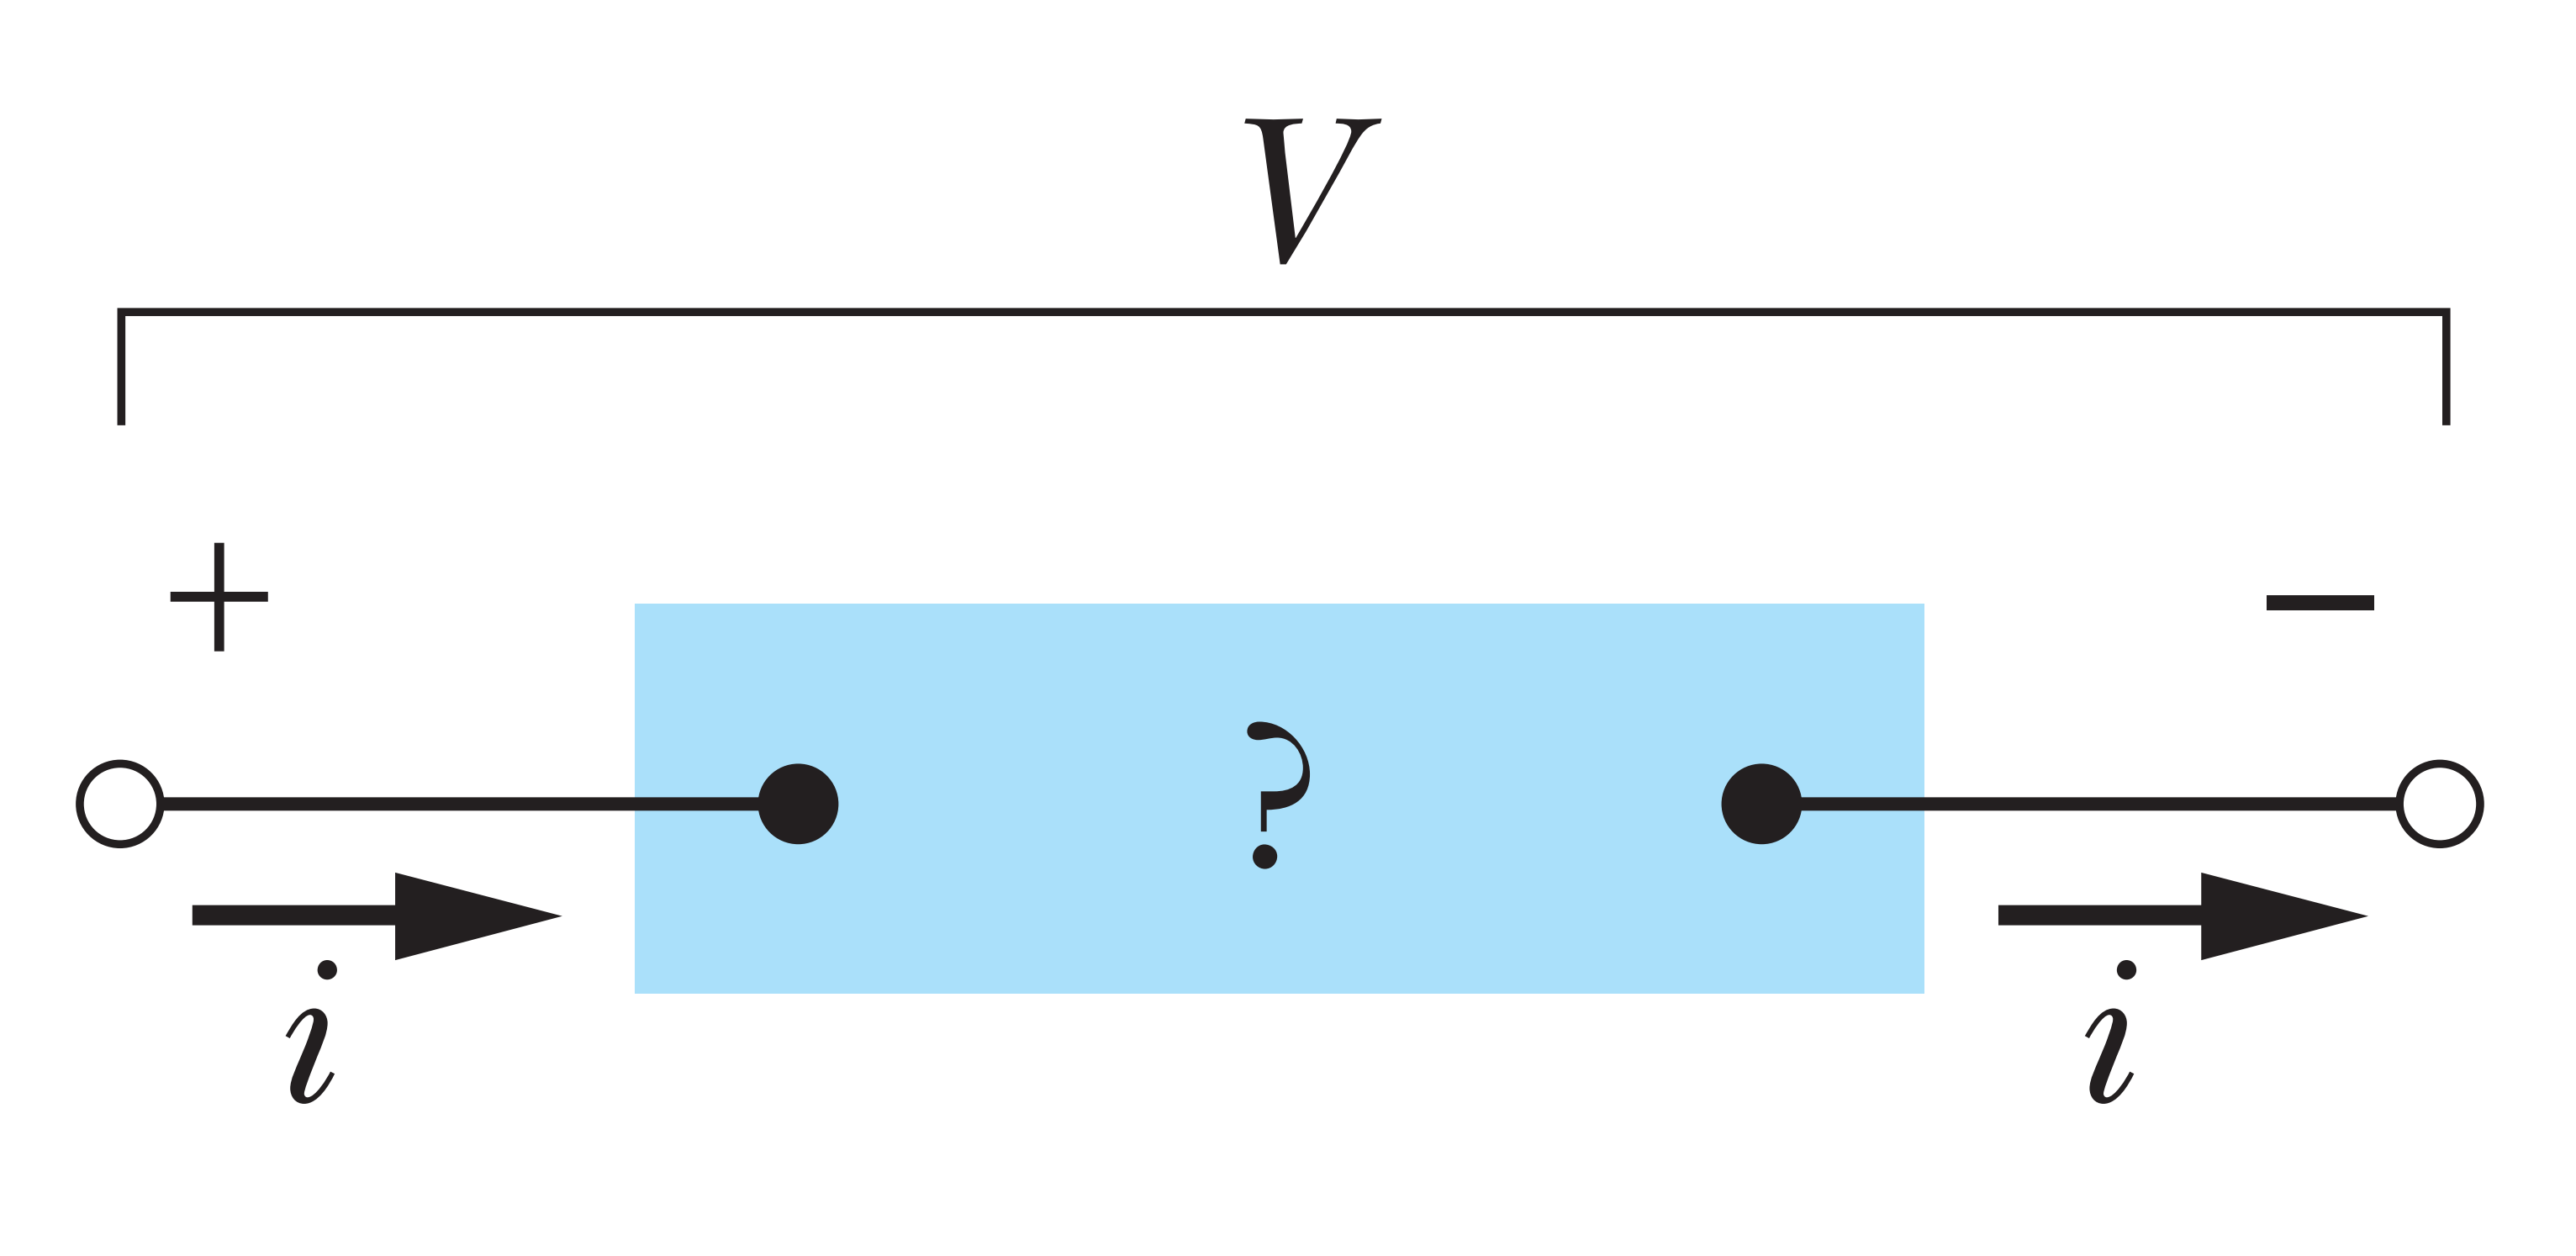 V
+ −
?
i i